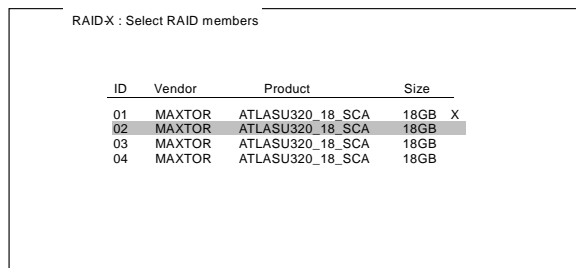 RAID-X : Select RAID members
ID Vendor Product Size
01 MAXTOR ATLASU320_18_SCA 18GB X
02 MAXTOR ATLASU320_18_SCA 18GB
03 MAXTOR ATLASU320_18_SCA 18GB
04 MAXTOR ATLASU320_18_SCA 18GB